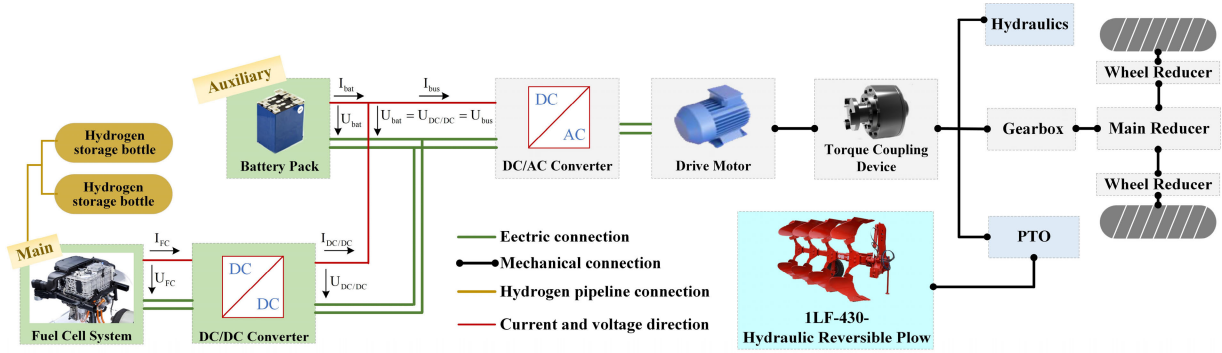 Hydrogen
storage bottle
Hydrogen
storage bottle
Main
Fuel Cell System
I_FC
U_FC
DC
DC
DC/DC Converter
I_DC/DC
U_DC/DC
Auxiliary
Battery Pack
I_bat
U_bat
I_bus
U_bat = U_DC/DC = U_bus
DC
AC
DC/AC Converter
Drive Motor
Torque Coupling
Device
Hydraulics
Gearbox
PTO
Main Reducer
Wheel Reducer
Wheel Reducer
Eectric connection
Mechanical connection
Hydrogen pipeline connection
Current and voltage direction
1LF-430-
Hydraulic Reversible Plow